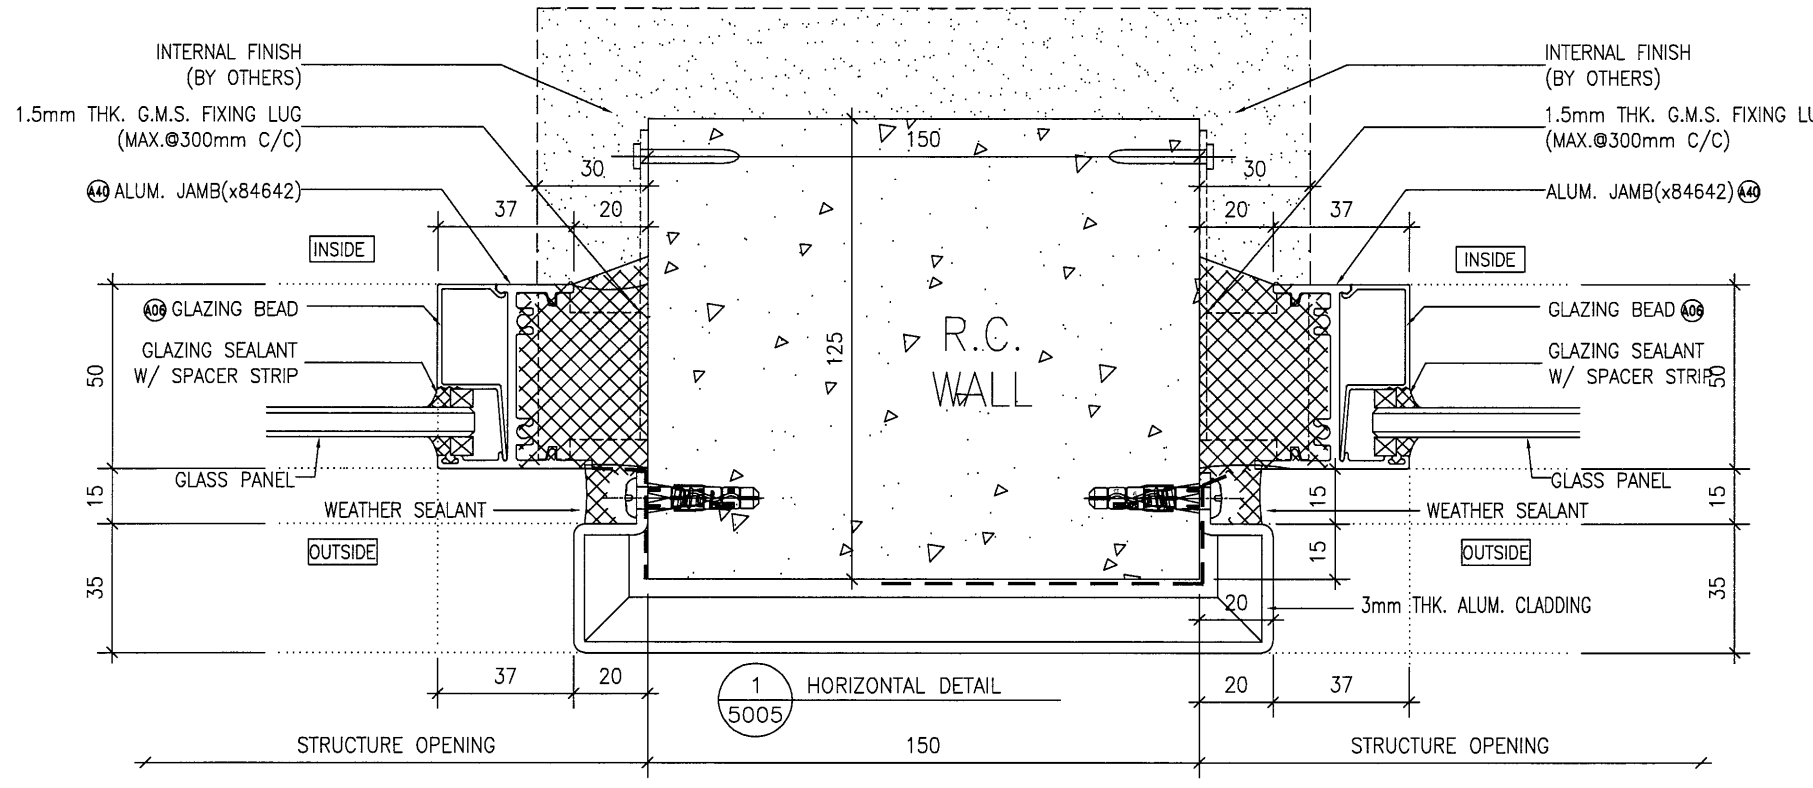 INTERNAL FINISH
(BY OTHERS)
1.5mm THK. G.M.S. FIXING LUG
(MAX.@300mm C/C)
A40 ALUM. JAMB(x84642)
INSIDE
A06 GLAZING BEAD
GLAZING SEALANT
W/ SPACER STRIP
GLASS PANEL
WEATHER SEALANT
OUTSIDE
INTERNAL FINISH
(BY OTHERS)
1.5mm THK. G.M.S. FIXING
(MAX.@300mm C/C)
ALUM. JAMB(x84642) A40
INSIDE
GLAZING BEAD A06
GLAZING SEALANT
W/ SPACER STRIP
GLASS PANEL
WEATHER SEALANT
OUTSIDE
3mm THK. ALUM. CLADDING
150
30
30
37
20
20
37
125
R.C.
WALL
50
15
35
50
15
35
15
15
20
37
20
20
37
1
5005
HORIZONTAL DETAIL
STRUCTURE OPENING
150
STRUCTURE OPENING